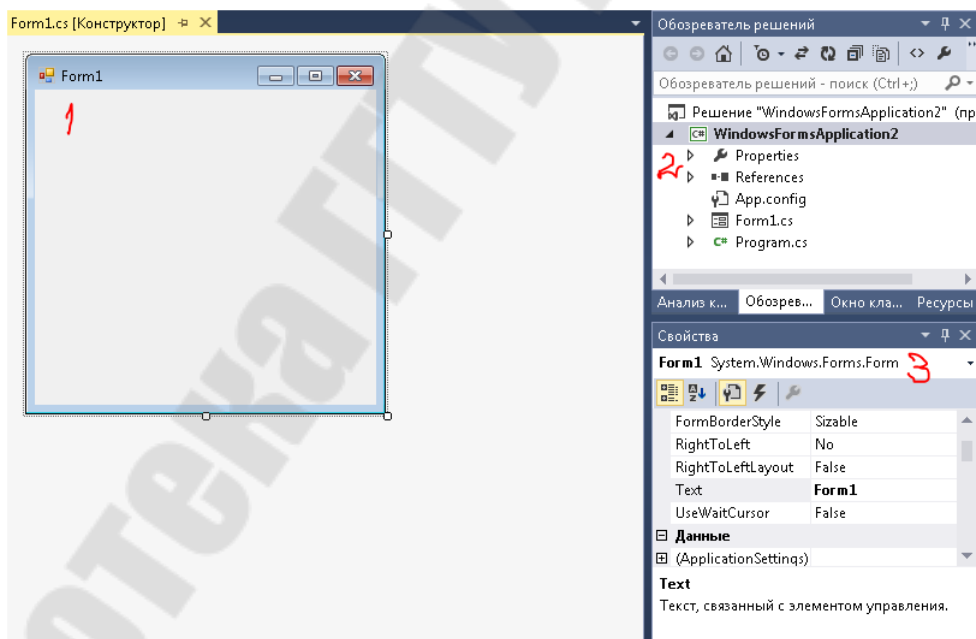 Form1.cs [Конструктор]
Form1
1
Обозреватель решений
Обозреватель решений - поиск (Ctrl+;)
Решение "WindowsFormsApplication2" (пр
WindowsFormsApplication2
2
Properties
References
App.config
Form1.cs
Program.cs
Анализ к... Обозрев... Окно кла... Ресурсы
Свойства
Form1 System.Windows.Forms.Form
3
FormBorderStyle Sizable
RightToLeft No
RightToLeftLayout False
Text Form1
UseWaitCursor False
Данные
(ApplicationSettings)
Text
Текст, связанный с элементом управления.
отека ГГТУ